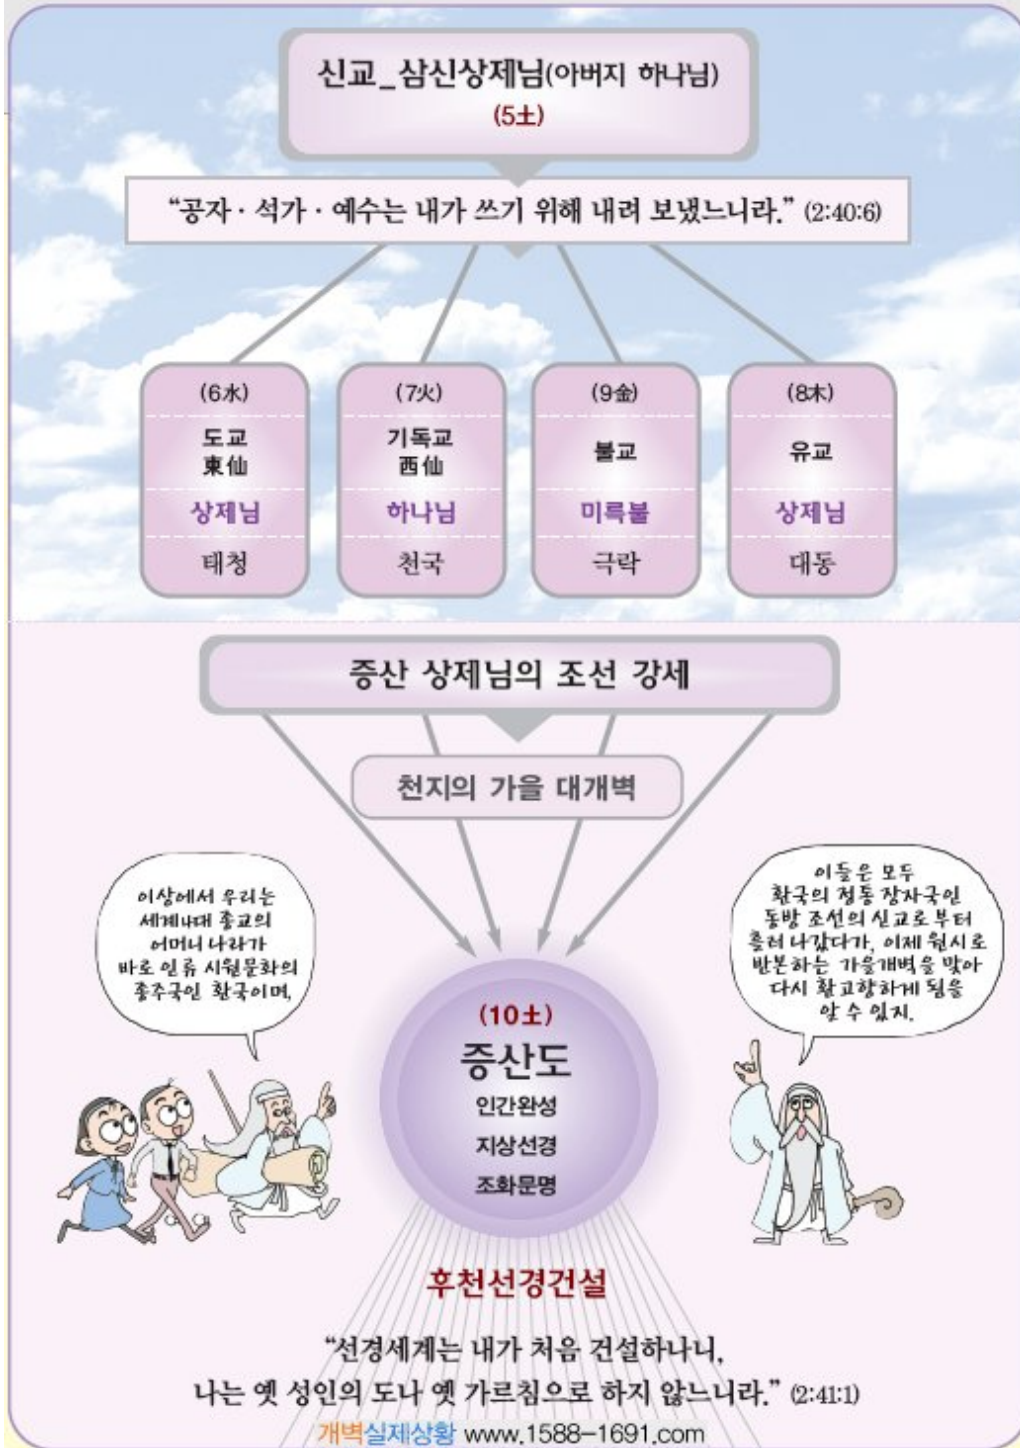 신교_삼신상제님(아버지 하나님)
(5土)
“공자·석가·예수는 내가 쓰기 위해 내려 보냈느니라.” (2:40:6)
(6水)
도교
東仙
상제님
태청
(7火)
기독교
西仙
하나님
천국
(9金)
불교
미륵불
극락
(8木)
유교
상제님
대동
증산 상제님의 조선 강세
천지의 가을 대개벽
이상에서 우리는
세계4대 종교의
어머니 나라가
바로 인류 시원문화의
종주국인 환국이며,
이들은 모두
환국의 정통 장자국인
동방 조선의 신교로부터
흘러 나갔다가, 이제 원시로
반본하는 가을개벽을 맞아
다시 환고향하게 됨을
알 수 있지.
(10土)
증산도
인간완성
지상선경
조화문명
후천선경건설
“선경세계는 내가 처음 건설하나니,
나는 옛 성인의 도나 옛 가르침으로 하지 않느니라.” (2:41:1)
개벽실제상황 www.1588-1691.com